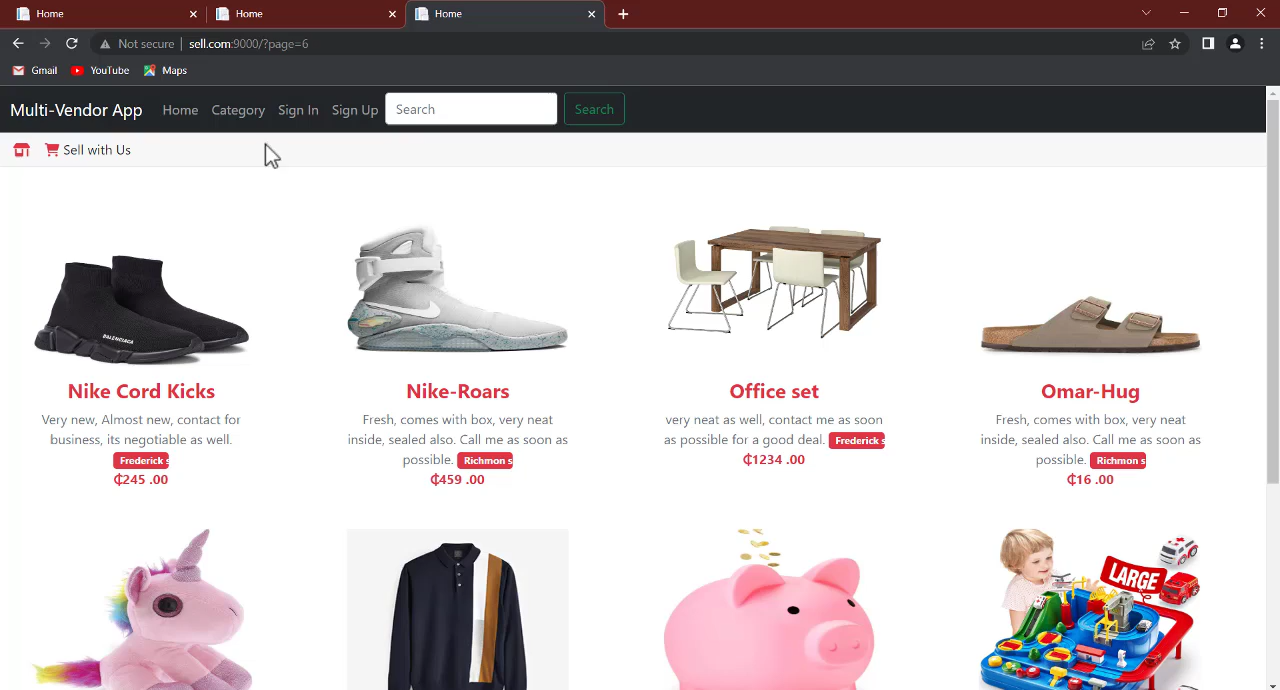 Home
Home
Home
Not secure sell.com:9000/?page=6
Gmail YouTube Maps
Multi-Vendor App Home Category Sign In Sign Up Search Search
Sell with Us
BALENCIAGA
Nike Cord Kicks
Very new, Almost new, contact for
business, its negotiable as well.
Frederick s
₵245 .00
Nike-Roars
Fresh, comes with box, very neat
inside, sealed also. Call me as soon as
possible. Richmon s
₵459 .00
Office set
very neat as well, contact me as soon
as possible for a good deal. Frederick s
₵1234 .00
Omar-Hug
Fresh, comes with box, very neat
inside, sealed also. Call me as soon as
possible. Richmon s
₵16 .00
LARGE